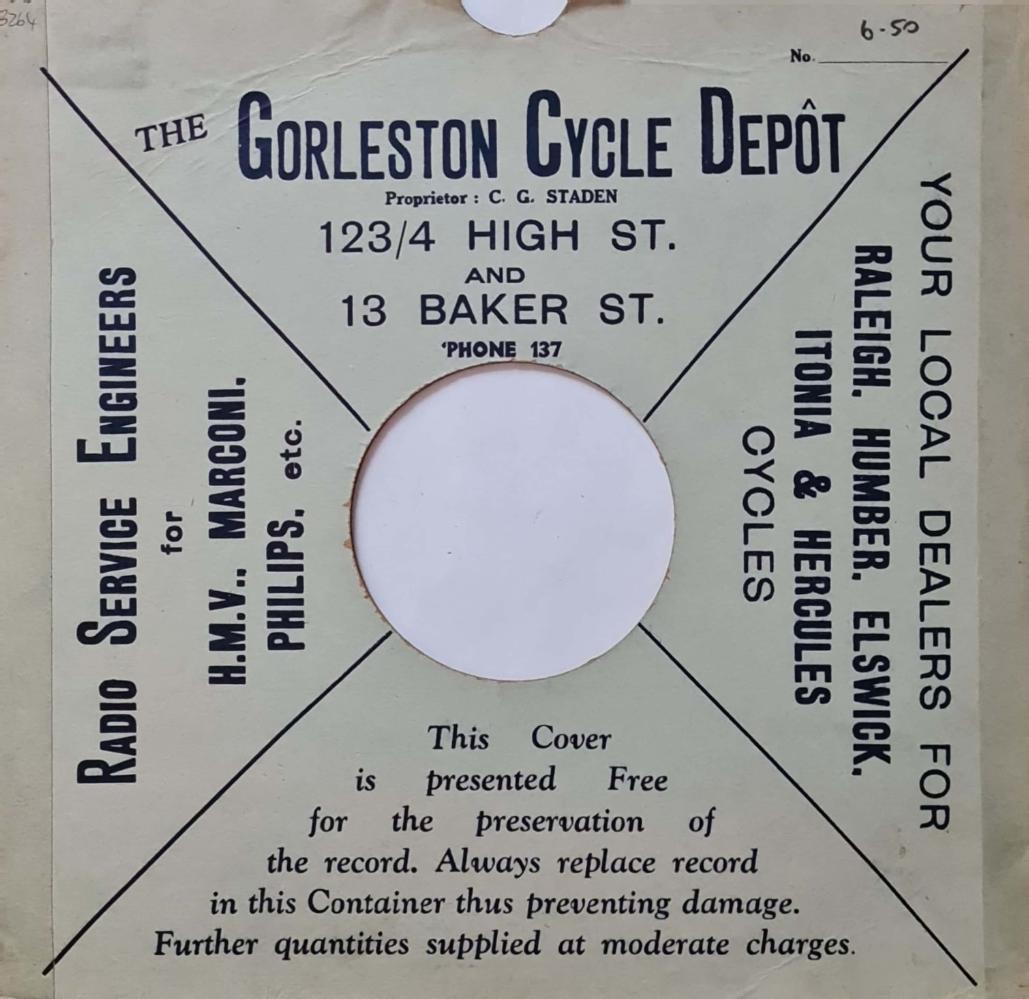 3264
6-50
No.
THE GORLESTON CYCLE DEPÔT
Proprietor : C. G. STADEN
123/4 HIGH ST.
AND
13 BAKER ST.
'PHONE 137
YOUR LOCAL DEALERS FOR
RALEIGH. HUMBER. ELSWICK.
ITONIA & HERCULES
CYCLES
RADIO SERVICE ENGINEERS
for
H.M.V., MARCONI.
PHILIPS. etc.
This Cover
is presented Free
for the preservation of
the record. Always replace record
in this Container thus preventing damage.
Further quantities supplied at moderate charges.